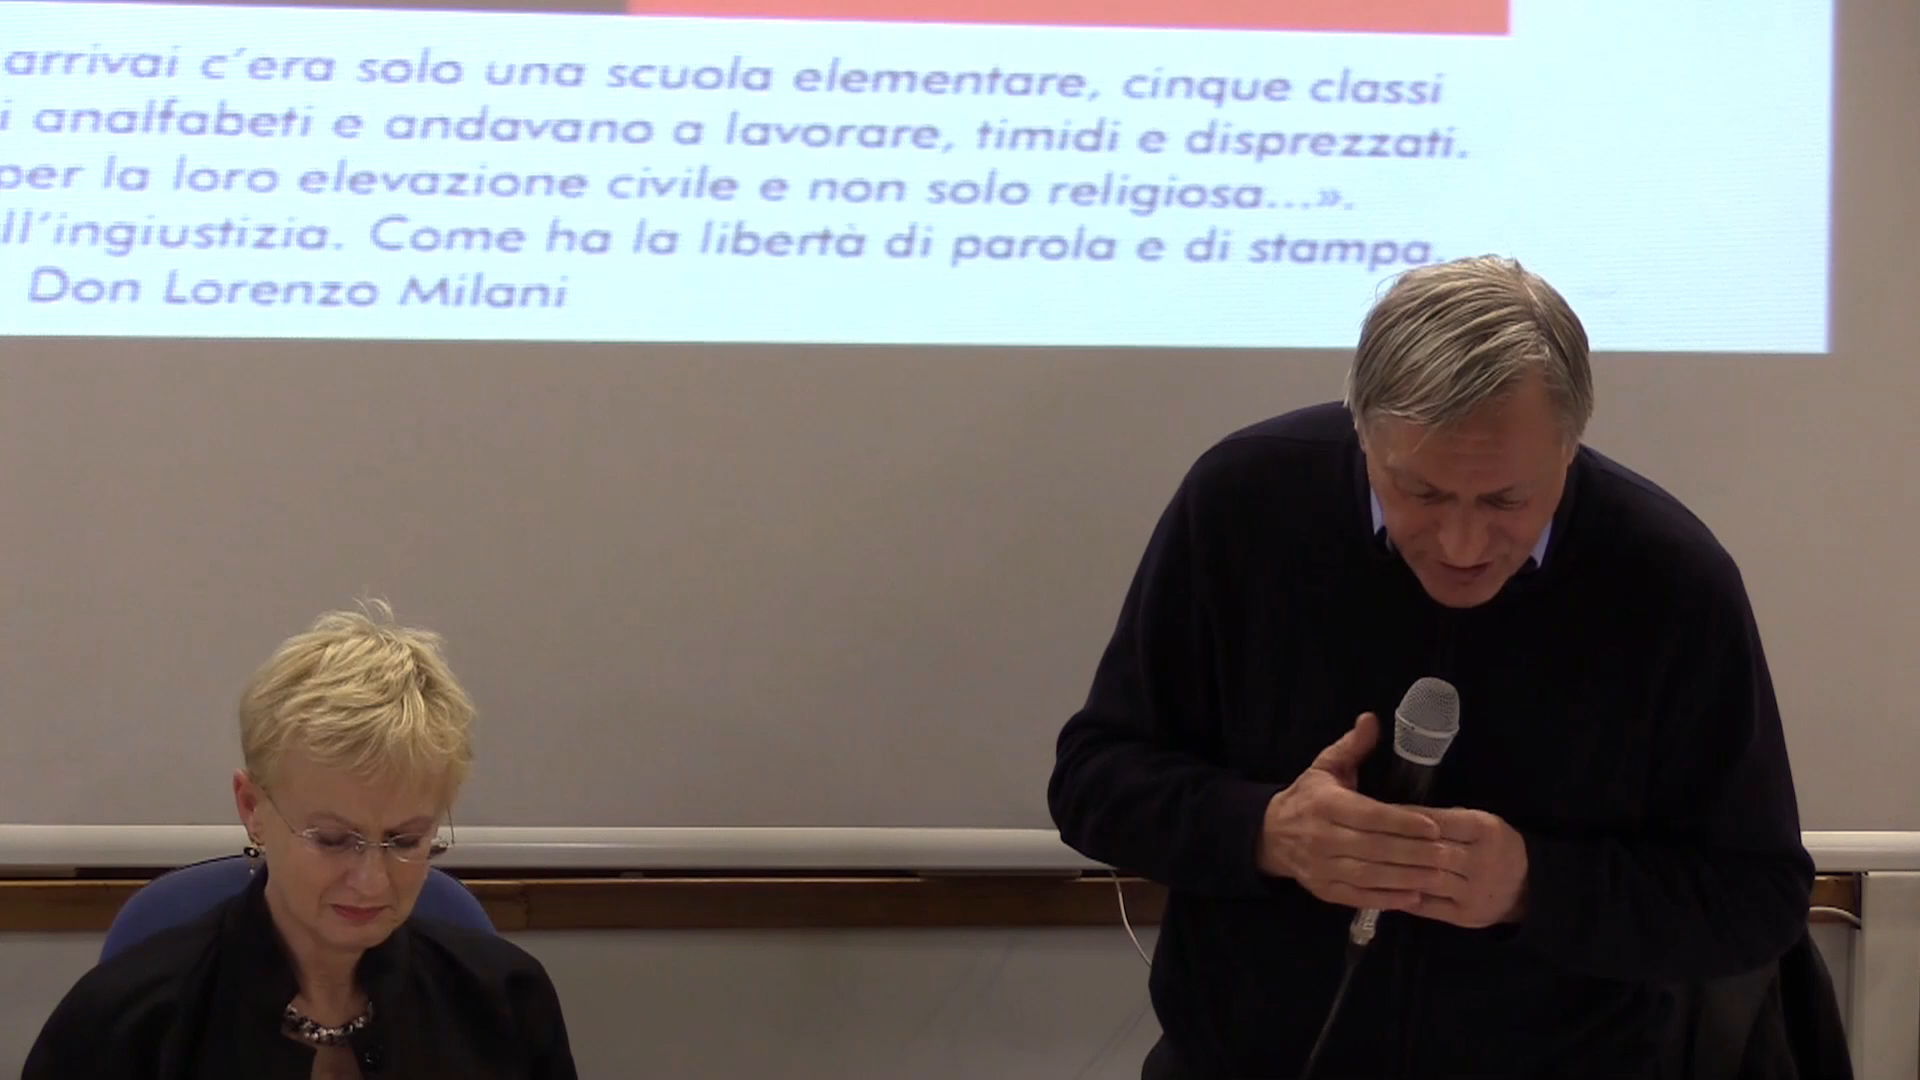 arrivai c'era solo una scuola elementare, cinque classi
i analfabeti e andavano a lavorare, timidi e disprezzati.
per la loro elevazione civile e non solo religiosa...».
ll'ingiustizia. Come ha la libertà di parola e di stampa.
Don Lorenzo Milani